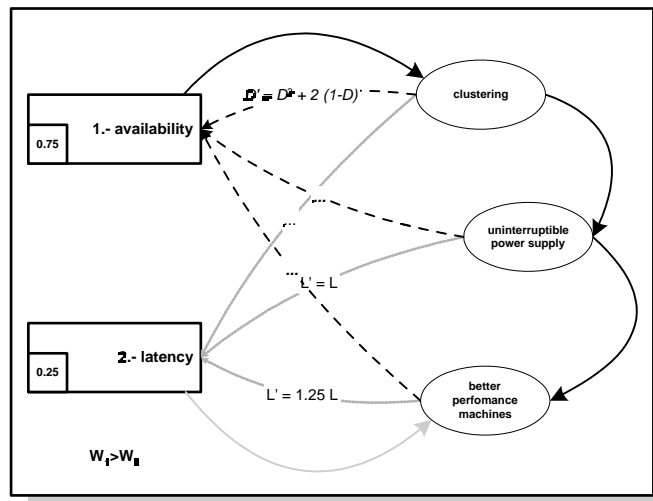 D' = D² + 2 (1-D)
clustering
1.- availability
0.75
...
uninterruptible
power supply
...
...
L' = L
2.- latency
0.25
L' = 1.25 L
better
perfomance
machines